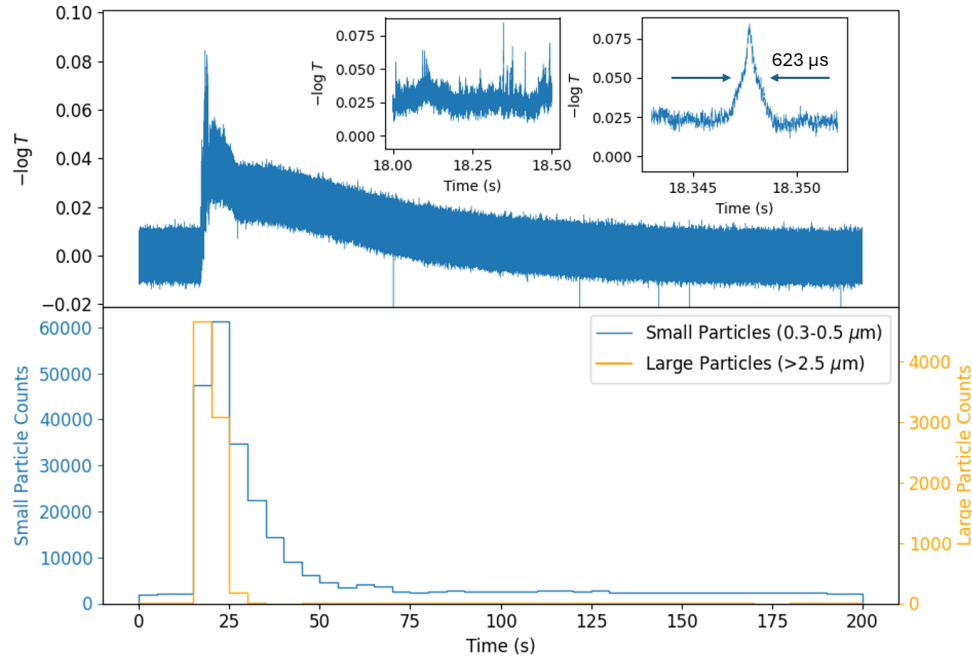 0.10
0.08
0.06
0.04
0.02
0.00
−0.02
−log T
0.075
0.050
0.025
0.000
−log T
18.00 18.25 18.50
Time (s)
0.075
0.050
0.025
0.000
−log T
623 µs
18.345 18.350
Time (s)
60000
50000
40000
30000
20000
10000
0
Small Particle Counts
Small Particles (0.3-0.5 µm)
Large Particles (>2.5 µm)
4000
3000
2000
1000
0
Large Particle Counts
0 25 50 75 100 125 150 175 200
Time (s)